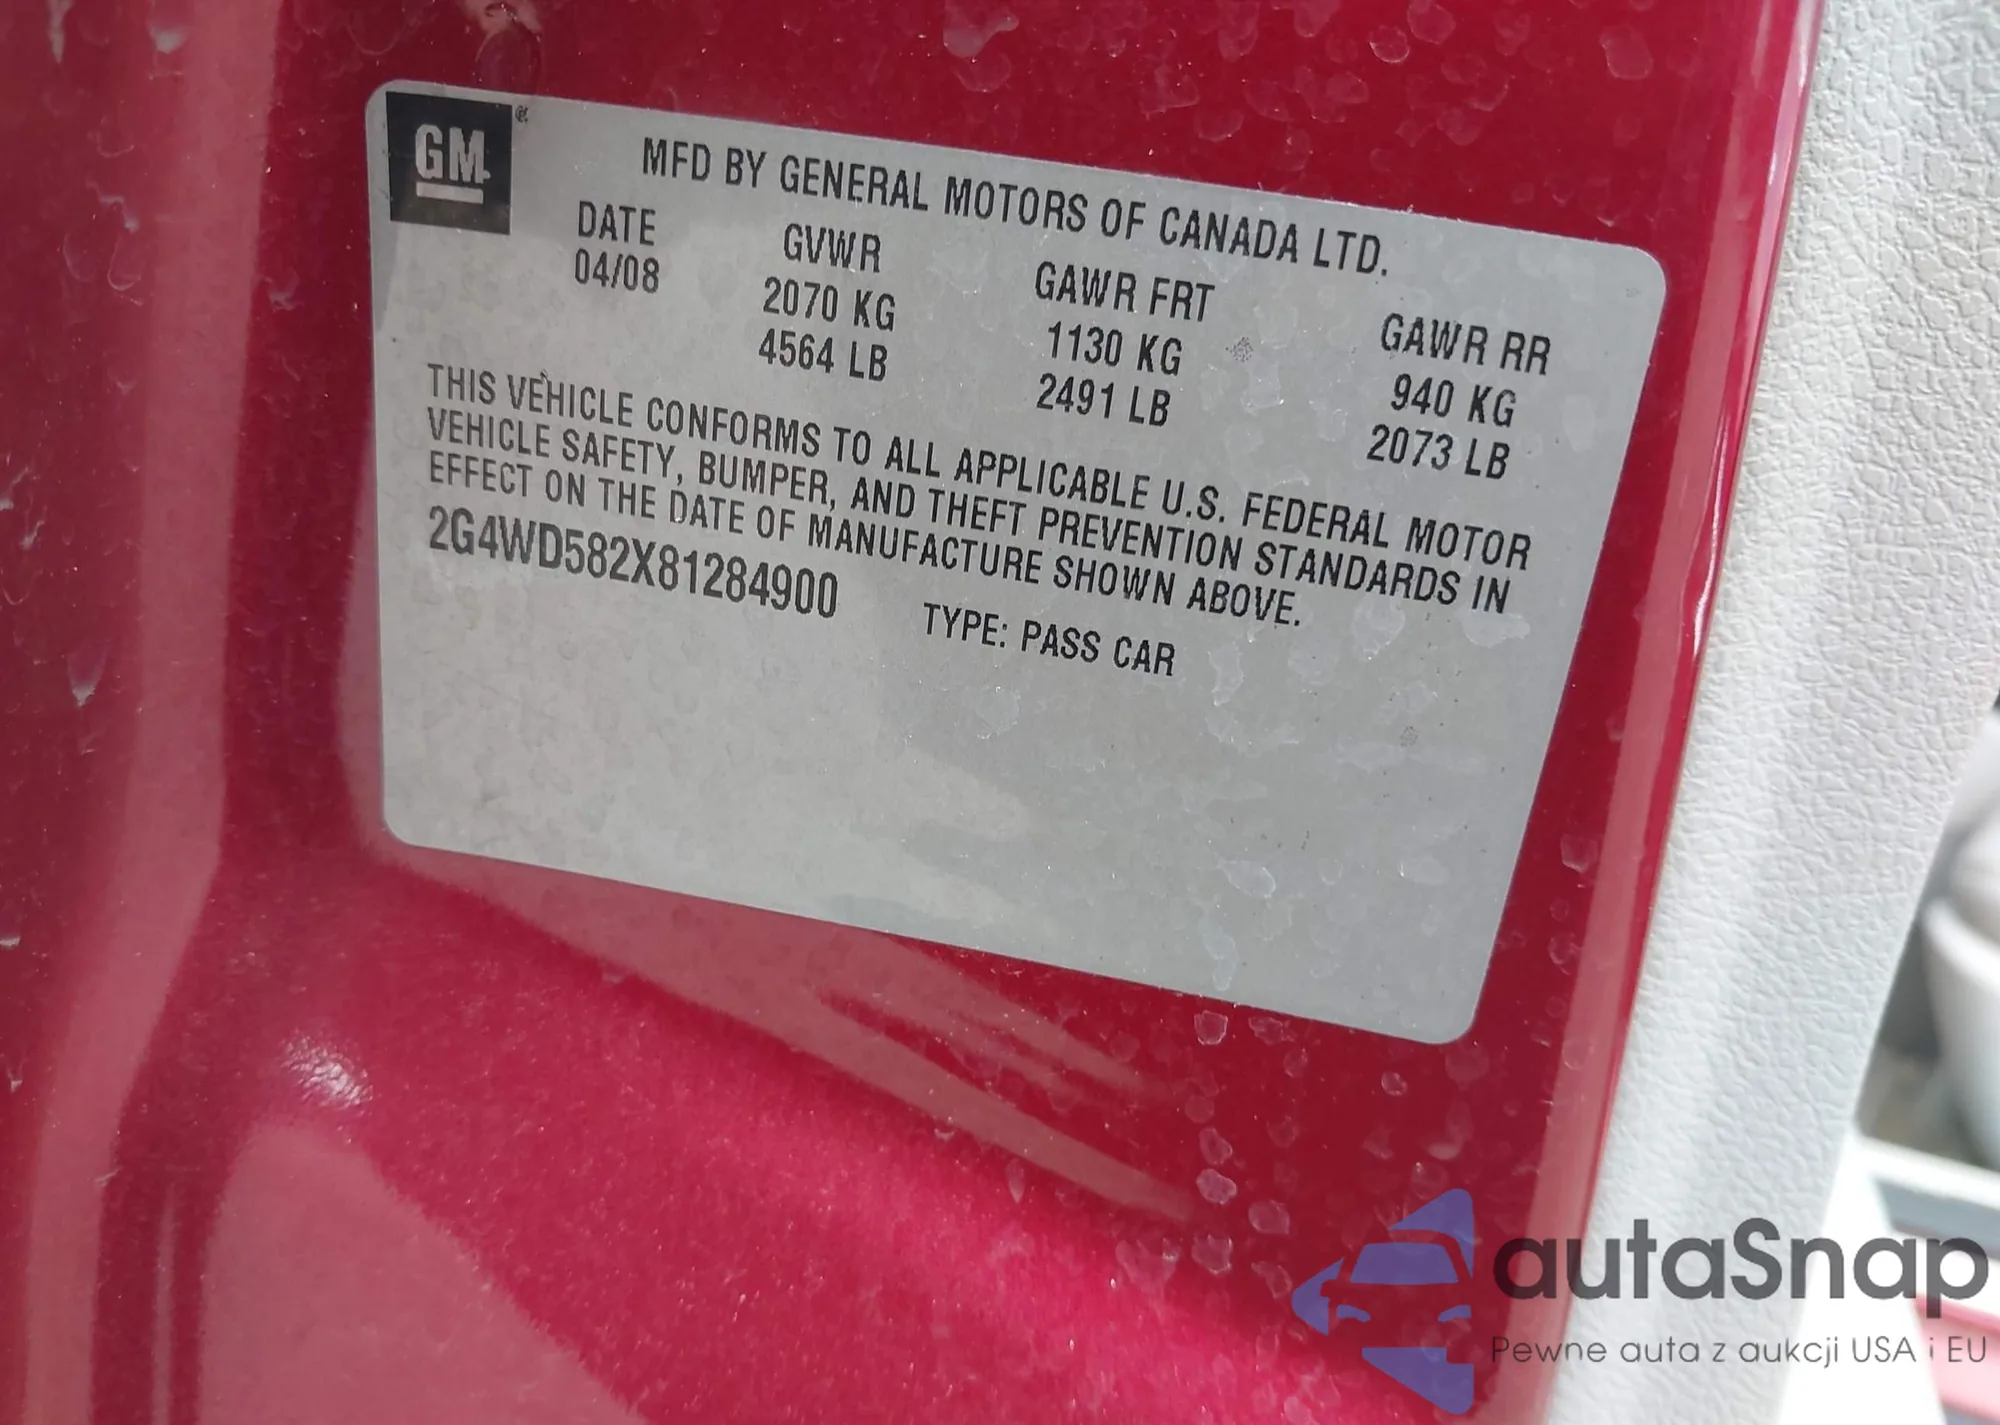 GM
MFD BY GENERAL MOTORS OF CANADA LTD.
DATE GVWR GAWR FRT GAWR RR
04/08 2070 KG 1130 KG 940 KG
4564 LB 2491 LB 2073 LB
THIS VEHICLE CONFORMS TO ALL APPLICABLE U.S. FEDERAL MOTOR
VEHICLE SAFETY, BUMPER, AND THEFT PREVENTION STANDARDS IN
EFFECT ON THE DATE OF MANUFACTURE SHOWN ABOVE.
2G4WD582X81284900 TYPE: PASS CAR
autaSnap
Pewne auta z aukcji USA i EU